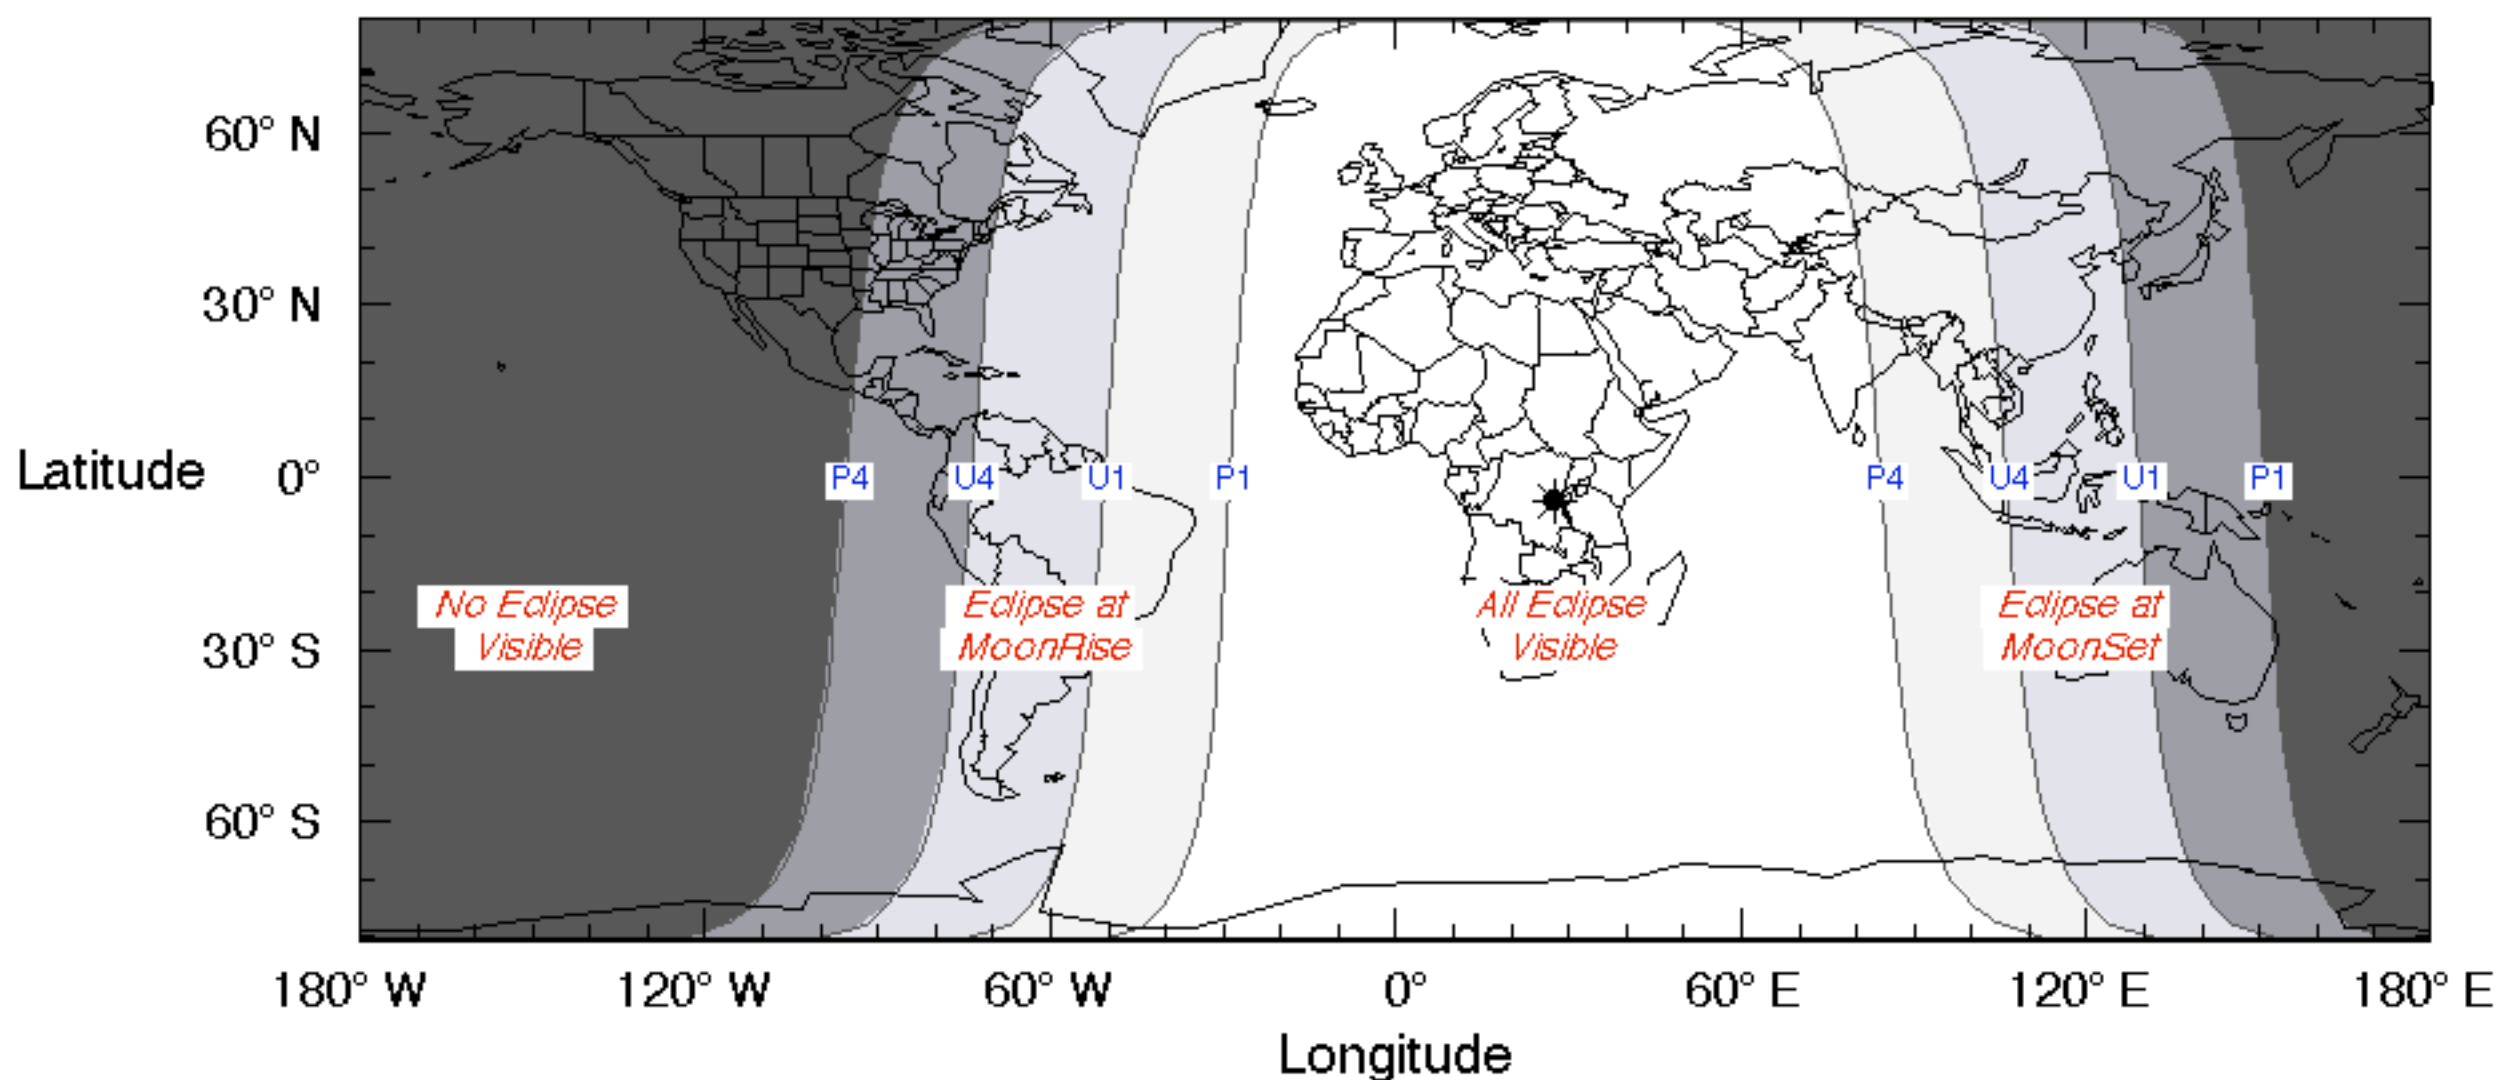 60° N
30° N
Latitude 0°
P4 U4 U1 P1 P4 U4 U1 P1
No Eclipse Visible
Eclipse at MoonRise
All Eclipse Visible
Eclipse at MoonSet
30° S
60° S
180° W 120° W 60° W 0° 60° E 120° E 180° E
Longitude